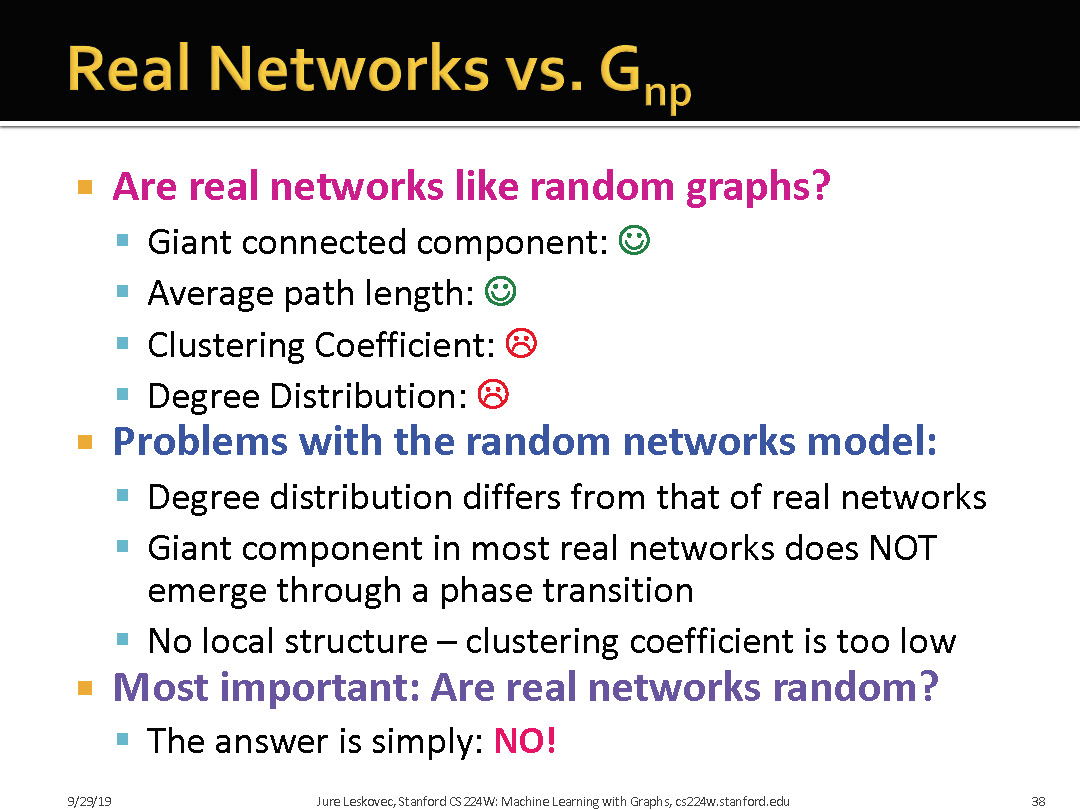 Real Networks vs. Gnp
Are real networks like random graphs?
Giant connected component: ☺
Average path length: ☺
Clustering Coefficient: ☹
Degree Distribution: ☹
Problems with the random networks model:
Degree distribution differs from that of real networks
Giant component in most real networks does NOT
emerge through a phase transition
No local structure – clustering coefficient is too low
Most important: Are real networks random?
The answer is simply: NO!
9/29/19 Jure Leskovec, Stanford CS224W: Machine Learning with Graphs, cs224w.stanford.edu 38